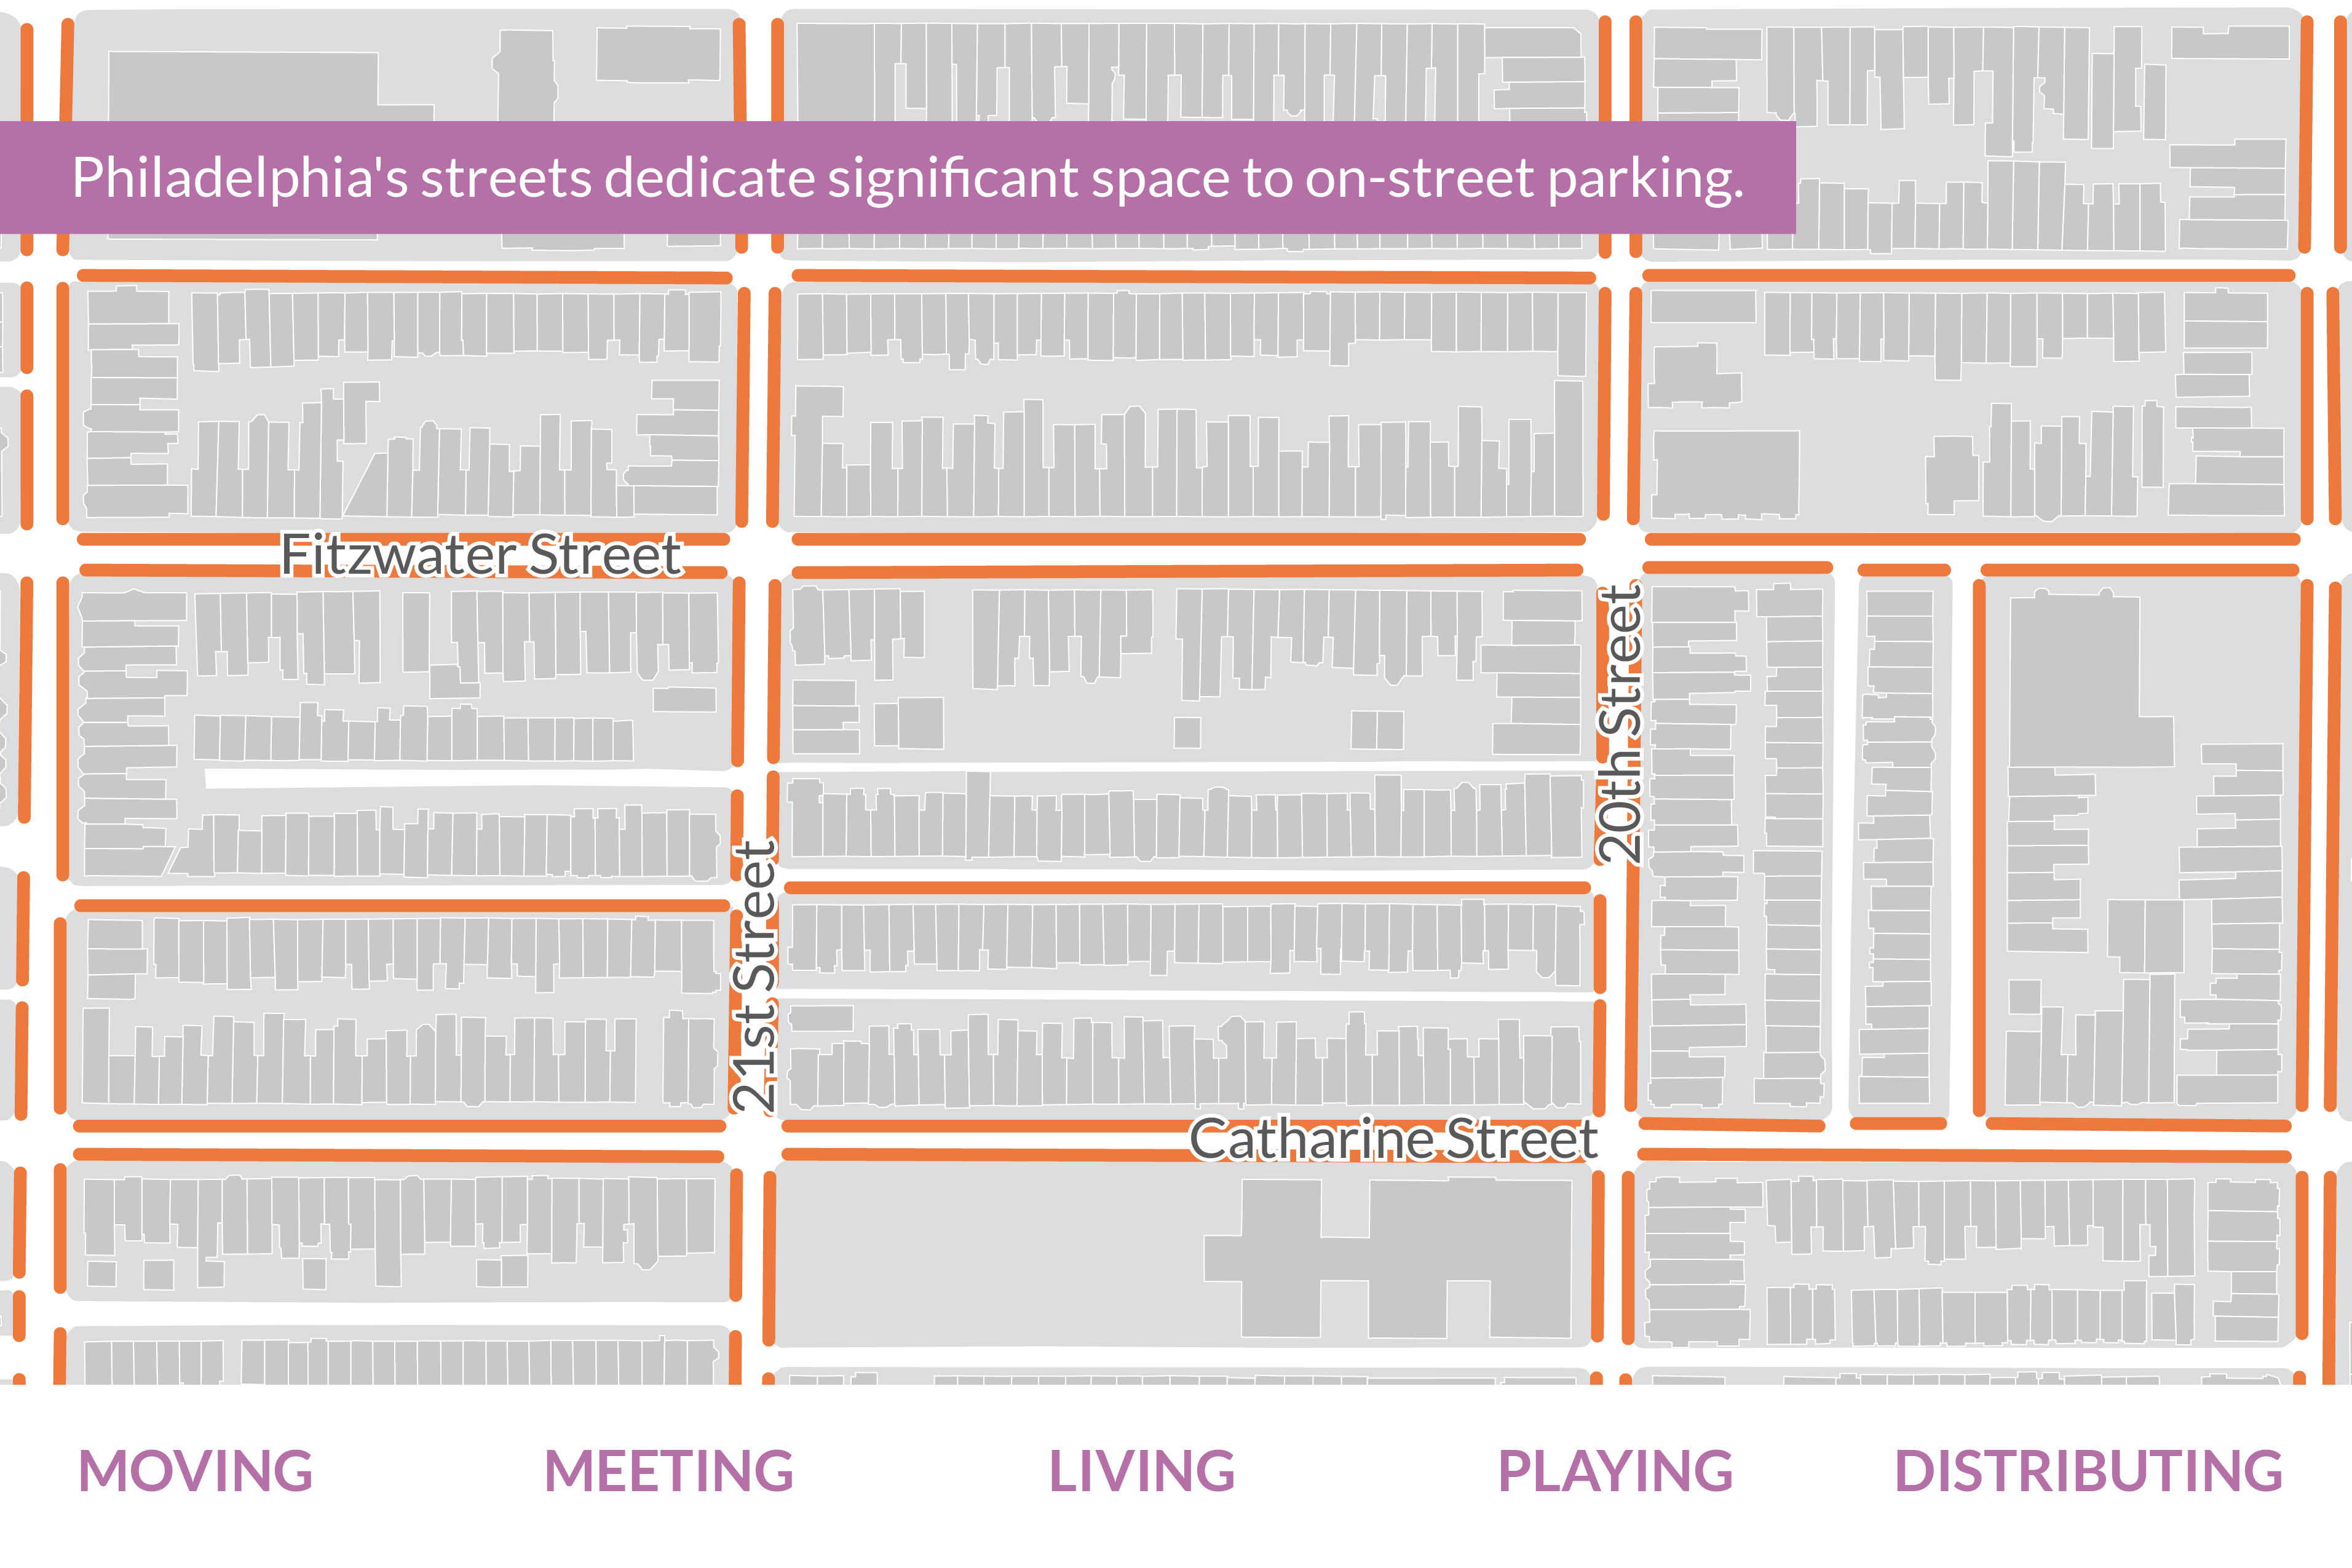 Philadelphia's streets dedicate significant space to on-street parking.
Fitzwater Street
20th Street
21st Street
Catharine Street
MOVING MEETING LIVING PLAYING DISTRIBUTING